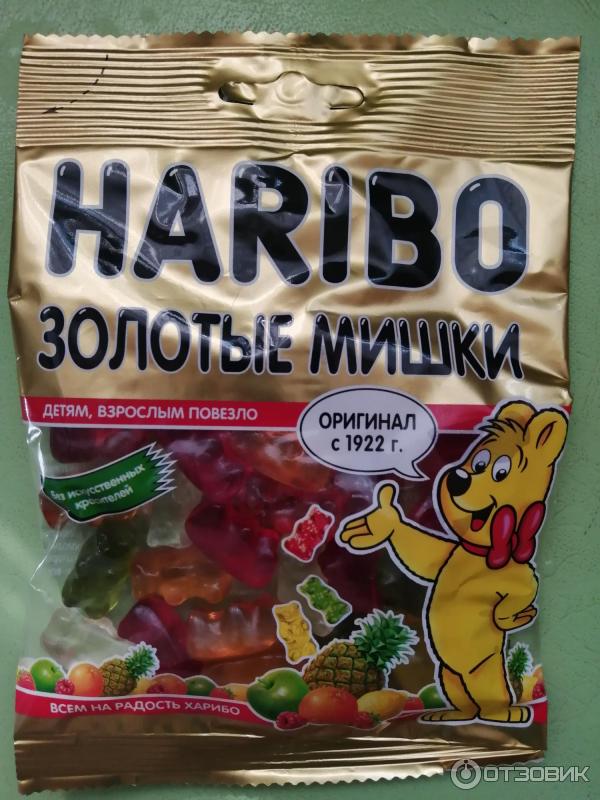 HARIBO
ЗОЛОТЫЕ МИШКИ
ДЕТЯМ, ВЗРОСЛЫМ ПОВЕЗЛО
ОРИГИНАЛ
с 1922 г.
без искусственных
красителей
ВСЕМ НА РАДОСТЬ ХАРИБО
ОТЗОВИК